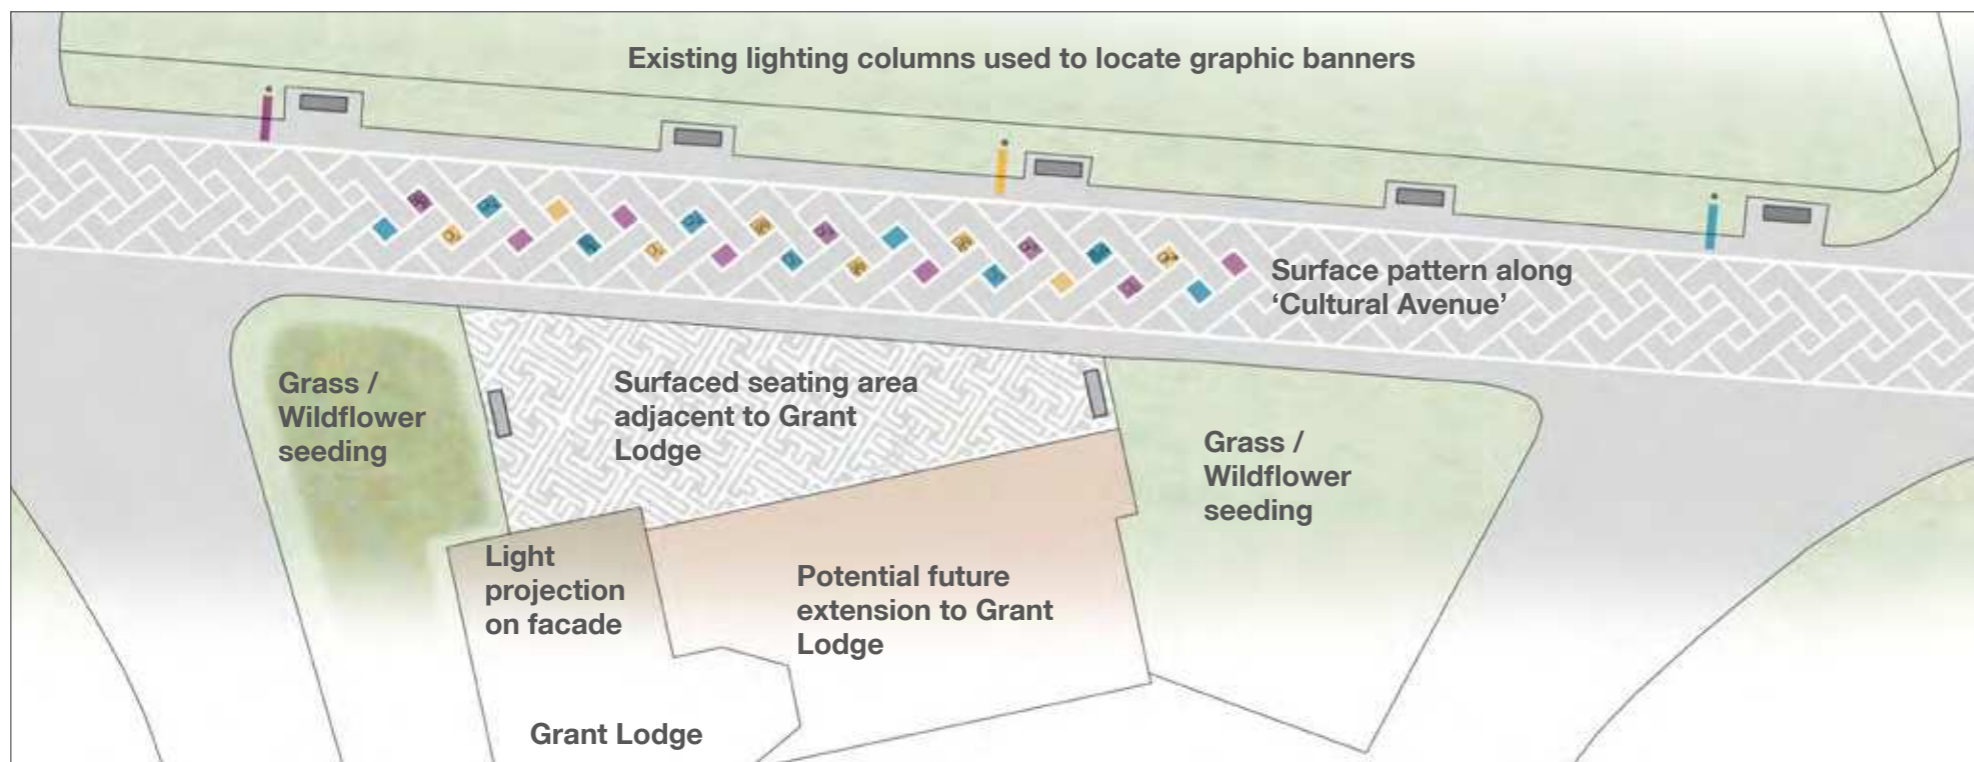 Existing lighting columns used to locate graphic banners
Surface pattern along
‘Cultural Avenue’
Grass /
Wildflower
seeding
Surfaced seating area
adjacent to Grant
Lodge
Grass /
Wildflower
seeding
Light
projection
on facade
Potential future
extension to Grant
Lodge
Grant Lodge